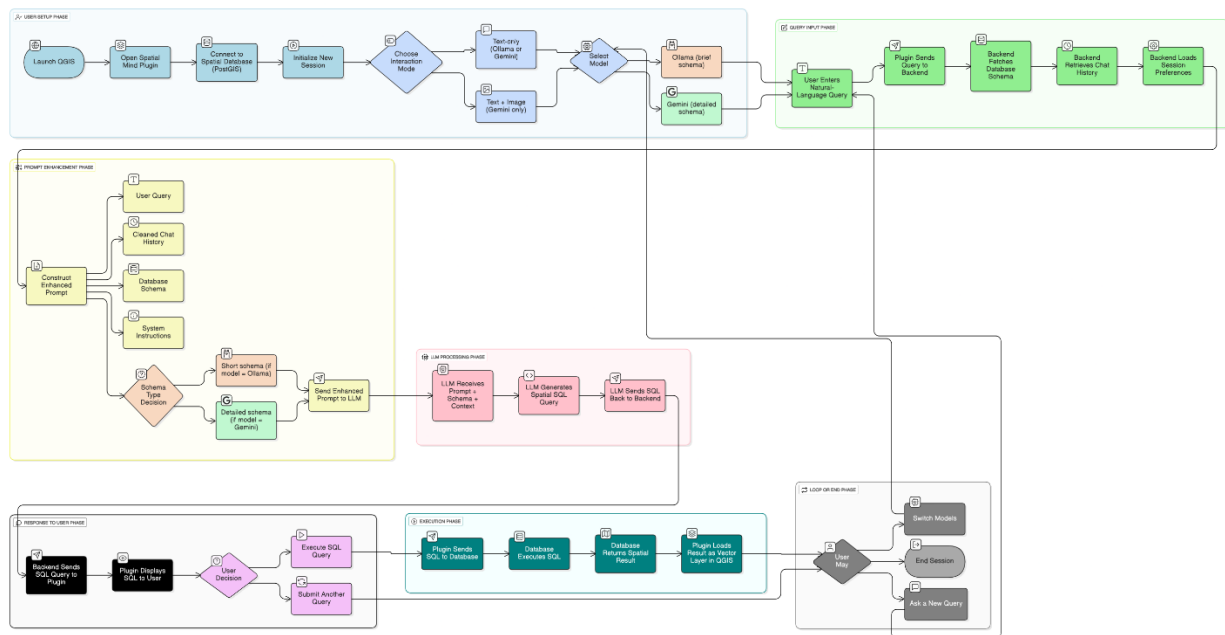 USER SETUP PHASE
Launch QGIS
Open Spatial
Mind Plugin
Connect to
Spatial Database
(PostGIS)
Initialize New
Session
Choose
Interaction
Mode
Text-only
(Ollama or
Gemini)
Text + Image
(Gemini only)
Select
Model
Ollama (brief
schema)
Gemini (detailed
schema)
QUERY INPUT PHASE
User Enters
Natural-
Language Query
Plugin Sends
Query to
Backend
Backend
Fetches
Database
Schema
Backend
Retrieves Chat
History
Backend Loads
Session
Preferences
PROMPT ENHANCEMENT PHASE
Construct
Enhanced
Prompt
User Query
Cleaned Chat
History
Database
Schema
System
Instructions
Schema
Type
Decision
Short schema (if
model = Ollama)
Detailed schema
(if model =
Gemini)
Send Enhanced
Prompt to LLM
LLM PROCESSING PHASE
LLM Receives
Prompt +
Schema +
Context
LLM Generates
Spatial SQL
Query
LLM Sends SQL
Back to Backend
RESPONSE TO USER PHASE
Backend Sends
SQL Query to
Plugin
Plugin Displays
SQL to User
User
Decision
Execute SQL
Query
Submit Another
Query
EXECUTION PHASE
Plugin Sends
SQL to Database
Database
Executes SQL
Database
Returns Spatial
Result
Plugin Loads
Result as Vector
Layer in QGIS
LOOP OR END PHASE
User
May
Switch Models
End Session
Ask a New Query